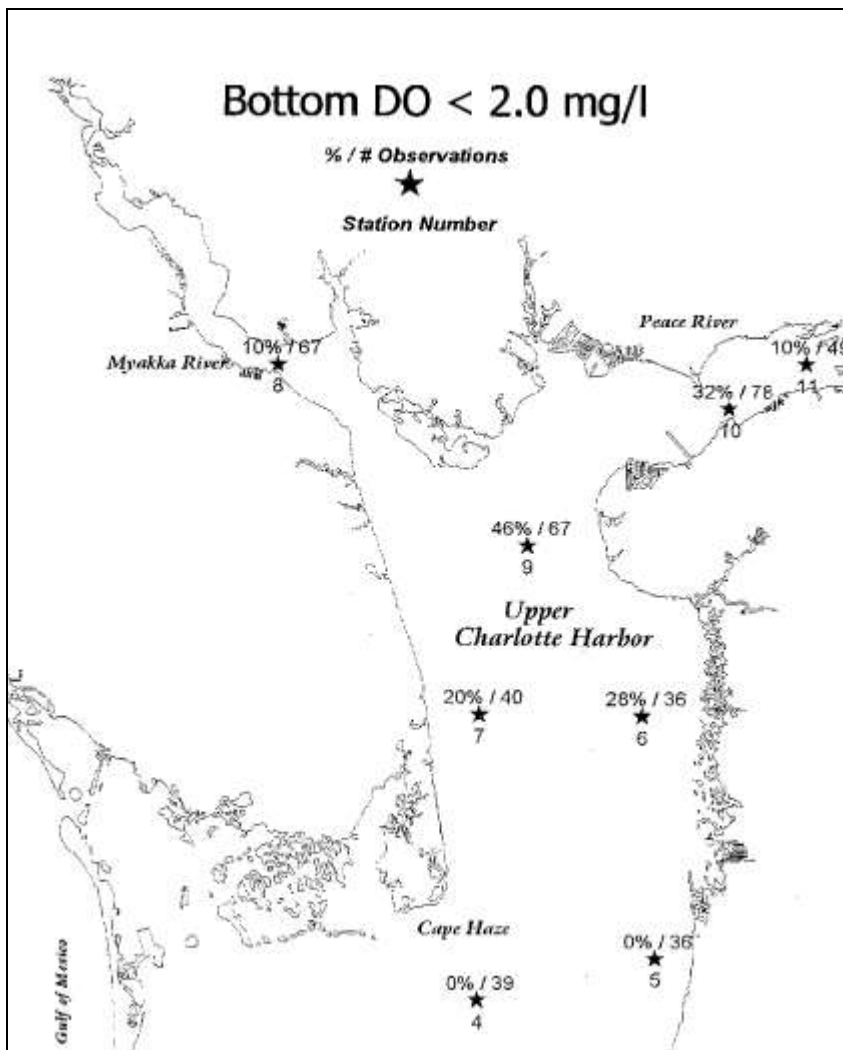 Bottom DO < 2.0 mg/l
% / # Observations
Station Number
Peace River
10% / 67
Myakka River
8
10% / 49
11
32% / 78
10
46% / 67
9
Upper
Charlotte Harbor
20% / 40
7
28% / 36
6
Cape Haze
0% / 36
5
0% / 39
4
Gulf of Mexico